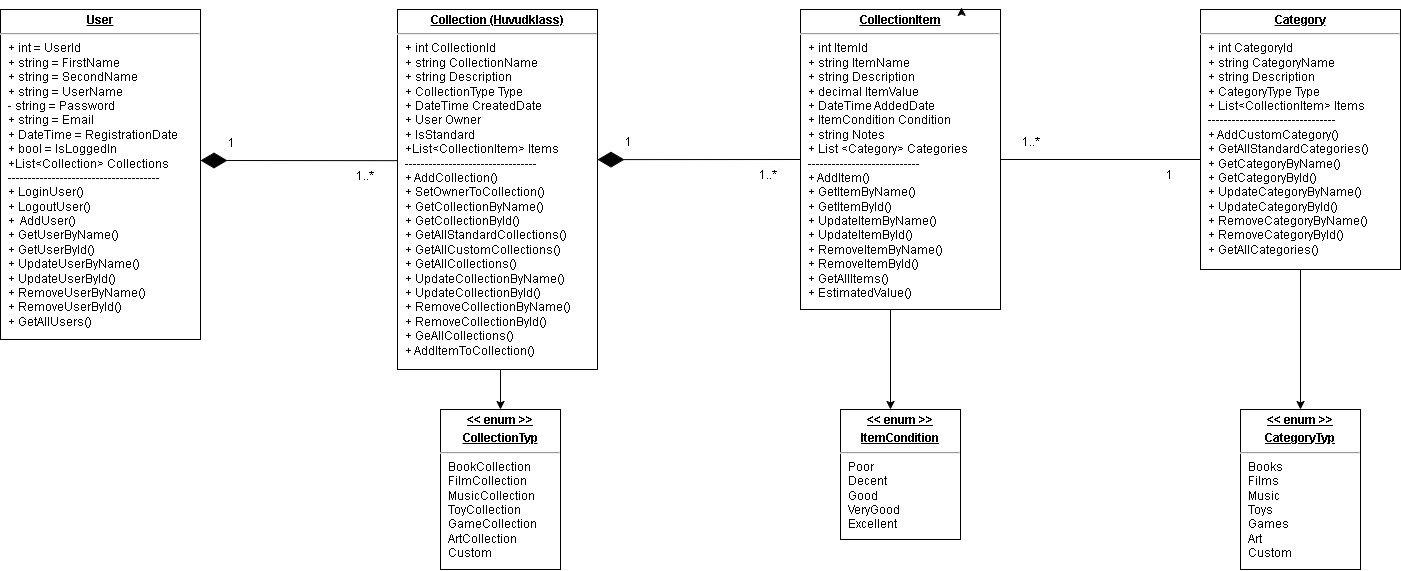 User
+ int = UserId
+ string = FirstName
+ string = SecondName
+ string = UserName
- string = Password
+ string = Email
+ DateTime = RegistrationDate
+ bool = IsLoggedIn
+List<Collection> Collections
--------------------------------------
+ LoginUser()
+ LogoutUser()
+ AddUser()
+ GetUserByName()
+ GetUserById()
+ UpdateUserByName()
+ UpdateUserById()
+ RemoveUserByName()
+ RemoveUserById()
+ GetAllUsers()
1
1..*
Collection (Huvudklass)
+ int CollectionId
+ string CollectionName
+ string Description
+ CollectionType Type
+ DateTime CreatedDate
+ User Owner
+ IsStandard
+List<CollectionItem> Items
---------------------------------
+ AddCollection()
+ SetOwnerToCollection()
+ GetCollectionByName()
+ GetCollectionById()
+ GetAllStandardCollections()
+ GetAllCustomCollections()
+ GetAllCollections()
+ UpdateCollectionByName()
+ UpdateCollectionById()
+ RemoveCollectionByName()
+ RemoveCollectionById()
+ GeAllCollections()
+ AddItemToCollection()
1
1..*
CollectionItem
+ int ItemId
+ string ItemName
+ string Description
+ decimal ItemValue
+ DateTime AddedDate
+ ItemCondition Condition
+ string Notes
+ List <Category> Categories
----------------------------
+ AddItem()
+ GetItemByName()
+ GetItemById()
+ UpdateItemByName()
+ UpdateItemById()
+ RemoveItemByName()
+ RemoveItemById()
+ GetAllItems()
+ EstimatedValue()
1..*
1
Category
+ int CategoryId
+ string CategoryName
+ string Description
+ CategoryType Type
+ List<CollectionItem> Items
--------------------------------
+ AddCustomCategory()
+ GetAllStandardCategories()
+ GetCategoryByName()
+ GetCategoryById()
+ UpdateCategoryByName()
+ UpdateCategoryById()
+ RemoveCategoryByName()
+ RemoveCategoryById()
+ GetAllCategories()
<< enum >>
CollectionTyp
BookCollection
FilmCollection
MusicCollection
ToyCollection
GameCollection
ArtCollection
Custom
<< enum >>
ItemCondition
Poor
Decent
Good
VeryGood
Excellent
<< enum >>
CategoryTyp
Books
Films
Music
Toys
Games
Art
Custom